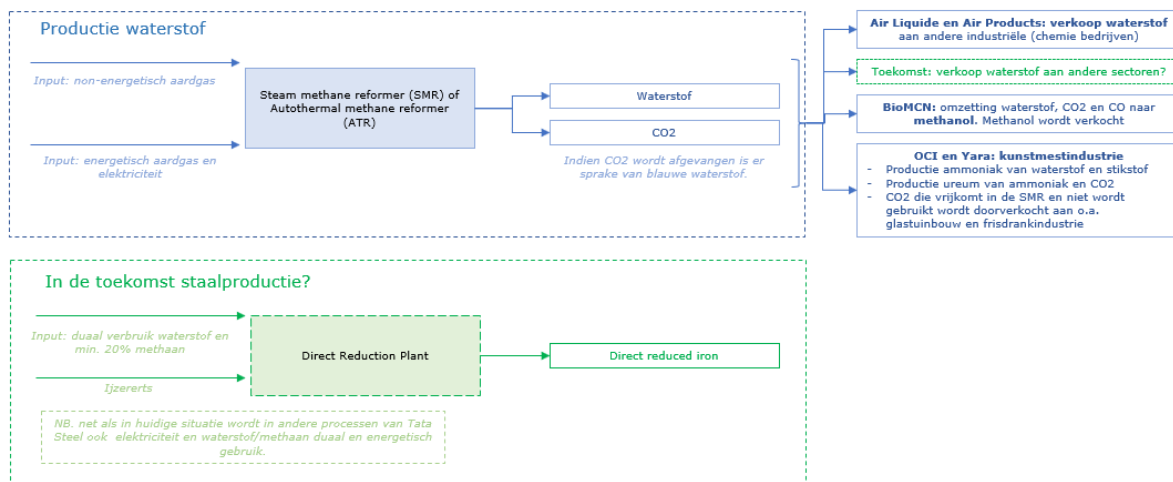 Productie waterstof
Input: non-energetisch aardgas
Input: energetisch aardgas en
elektriciteit
Steam methane reformer (SMR) of
Autothermal methane reformer
(ATR)
Waterstof
CO2
Indien CO2 wordt afgevangen is er
sprake van blauwe waterstof.
Air Liquide en Air Products: verkoop waterstof
aan andere industriële (chemie bedrijven)
Toekomst: verkoop waterstof aan andere sectoren?
BioMCN: omzetting waterstof, CO2 en CO naar
methanol. Methanol wordt verkocht
OCI en Yara: kunstmestindustrie
- Productie ammoniak van waterstof en stikstof
- Productie ureum van ammoniak en CO2
- CO2 die vrijkomt in de SMR en niet wordt
gebruikt wordt doorverkocht aan o.a.
glastuinbouw en frisdrankindustrie
In de toekomst staalproductie?
Input: duaal verbruik waterstof en
min. 20% methaan
Ijzererts
Direct Reduction Plant
Direct reduced iron
NB. net als in huidige situatie wordt in andere processen van Tata
Steel ook elektriciteit en waterstof/methaan duaal en energetisch
gebruik.